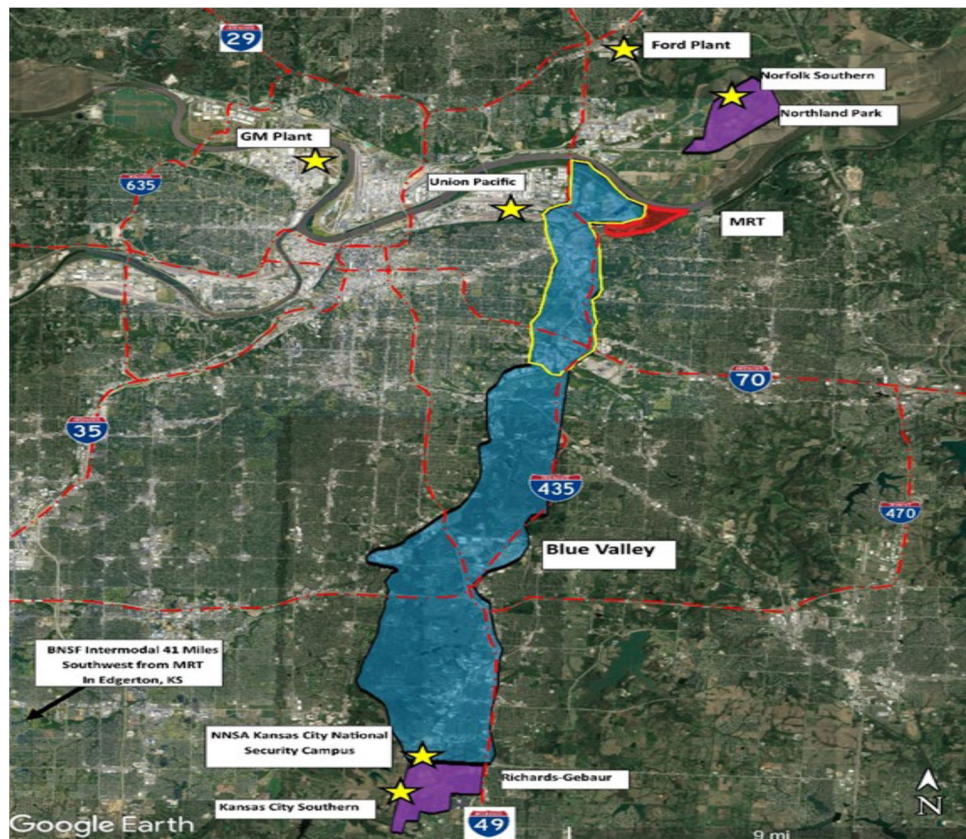 29
Ford Plant
Norfolk Southern
Northland Park
GM Plant
635
Union Pacific
MRT
70
35
435
470
Blue Valley
BNSF Intermodal 41 Miles
Southwest from MRT
In Edgerton, KS
NNSA Kansas City National
Security Campus
Richards-Gebaur
Kansas City Southern
49
N
Google Earth
9 mi